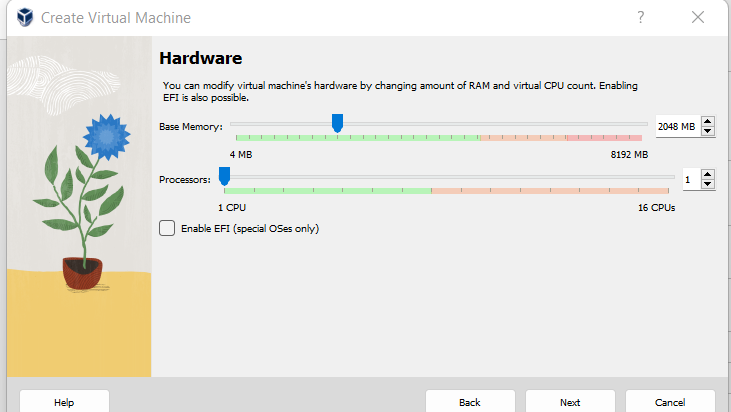 Create Virtual Machine
?
Hardware
You can modify virtual machine's hardware by changing amount of RAM and virtual CPU count. Enabling
EFI is also possible.
Base Memory:
2048 MB
4 MB
8192 MB
Processors:
1
1 CPU
16 CPUs
Enable EFI (special OSes only)
Help
Back
Next
Cancel